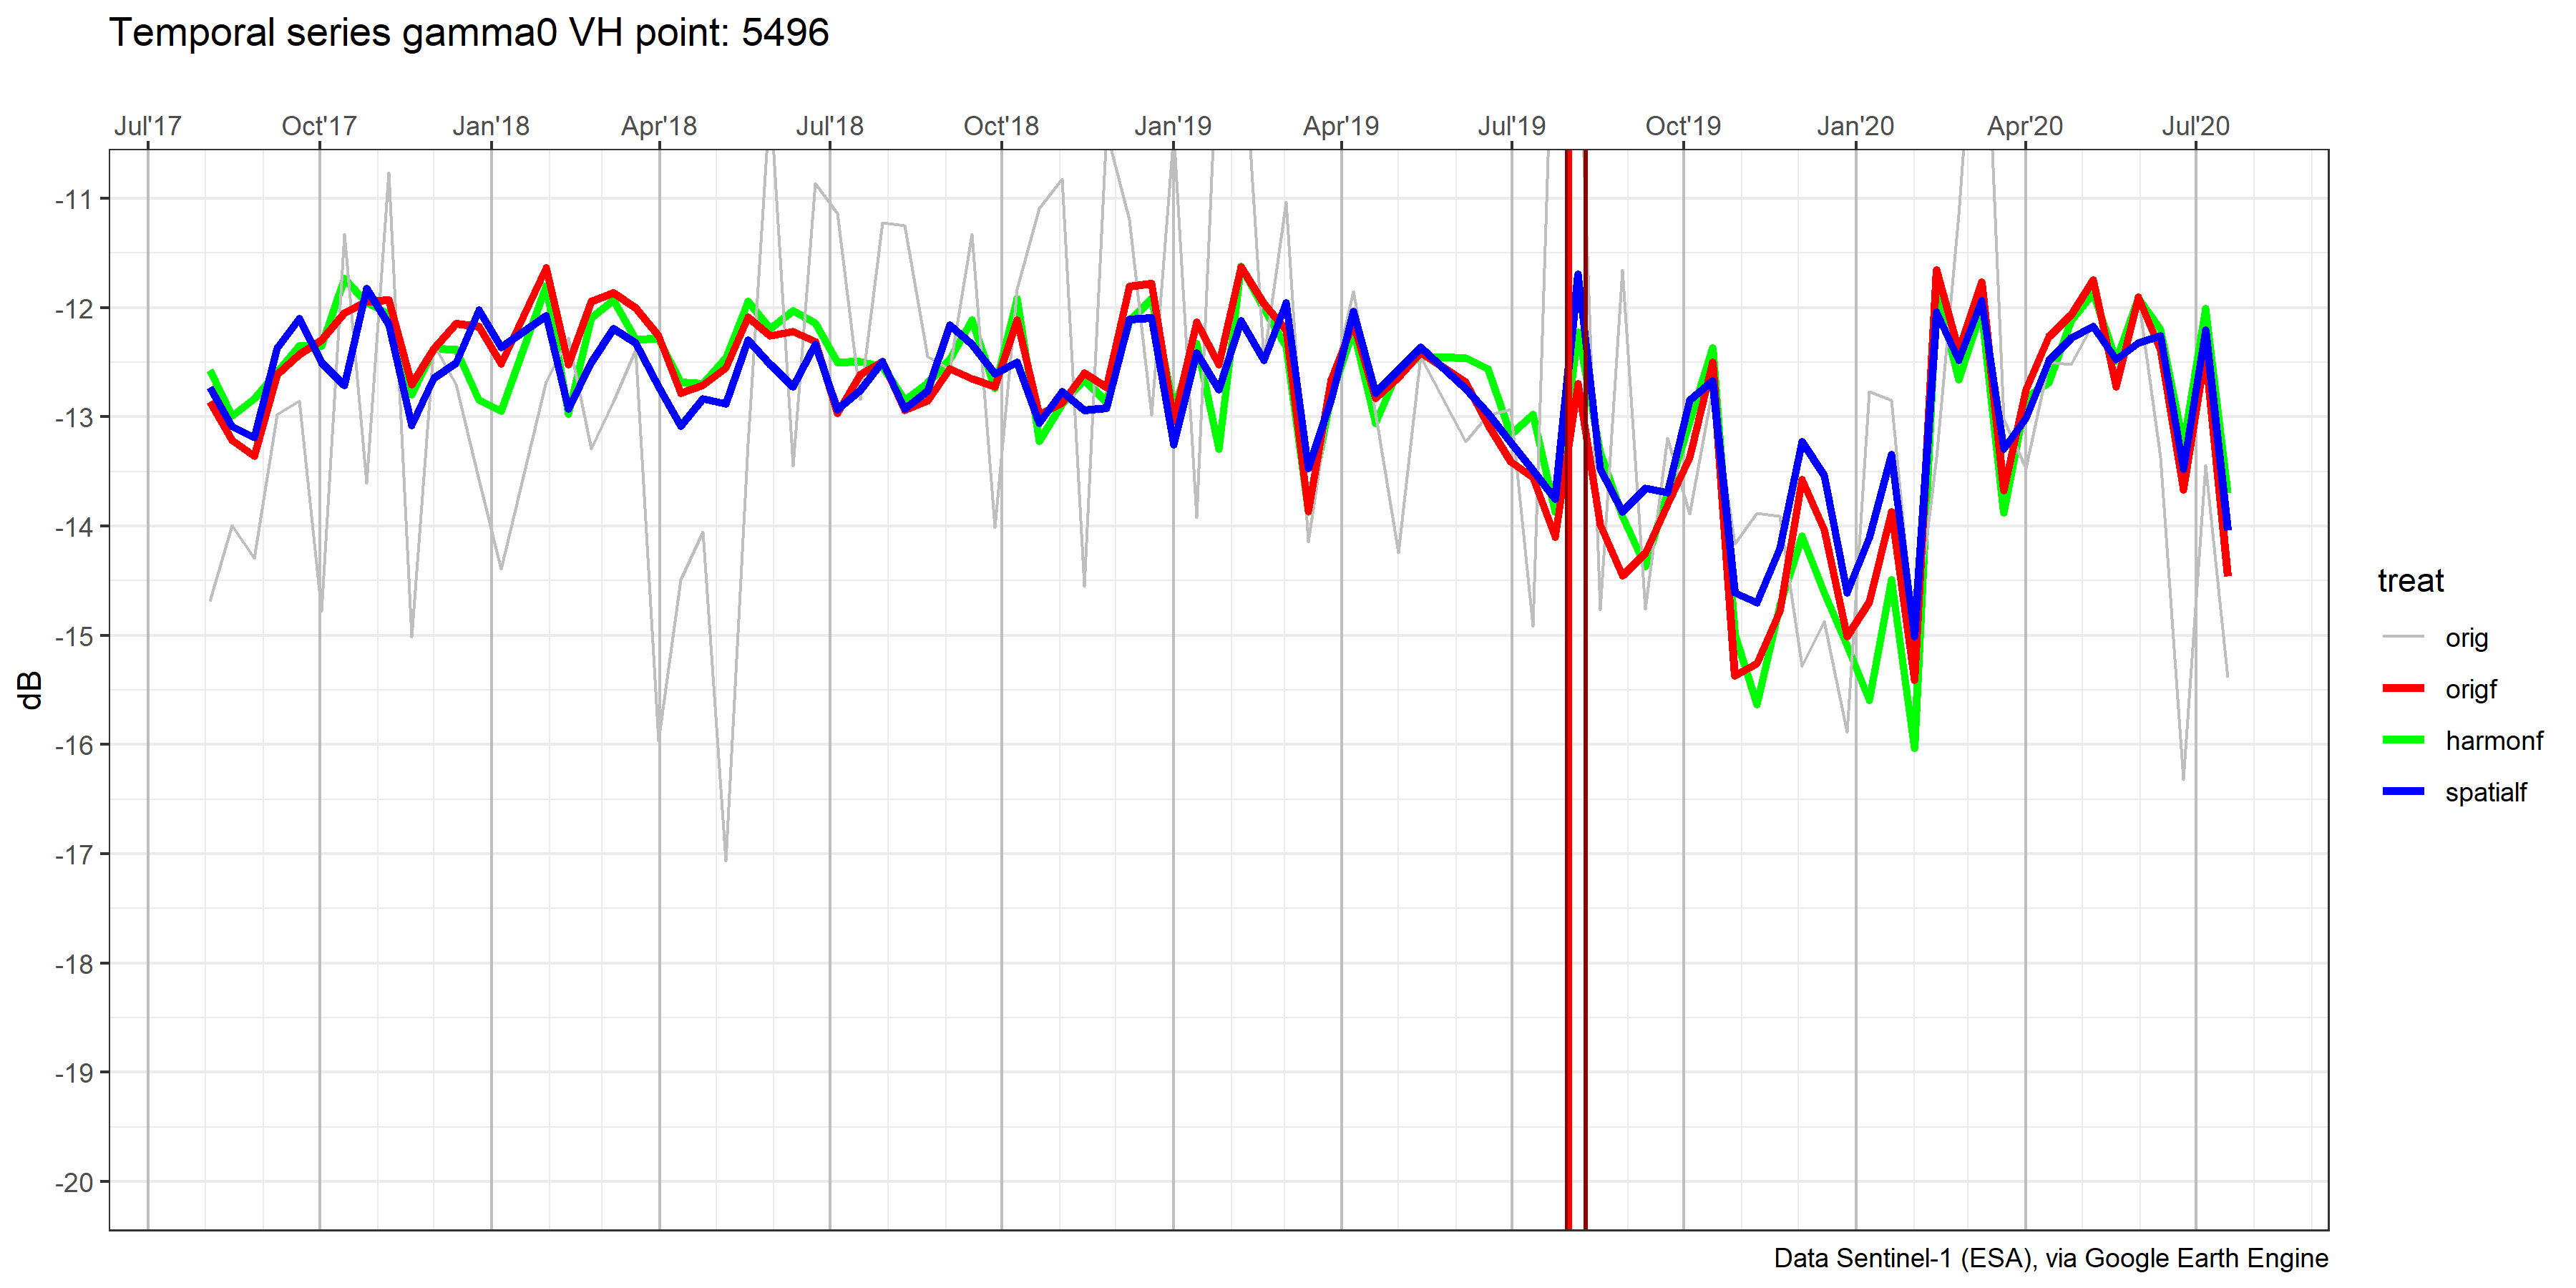 Temporal series gamma0 VH point: 5496
Jul'17 Oct'17 Jan'18 Apr'18 Jul'18 Oct'18 Jan'19 Apr'19 Jul'19 Oct'19 Jan'20 Apr'20 Jul'20
-11
-12
-13
-14
-15
-16
-17
-18
-19
-20
dB
treat
orig
origf
harmonf
spatialf
Data Sentinel-1 (ESA), via Google Earth Engine